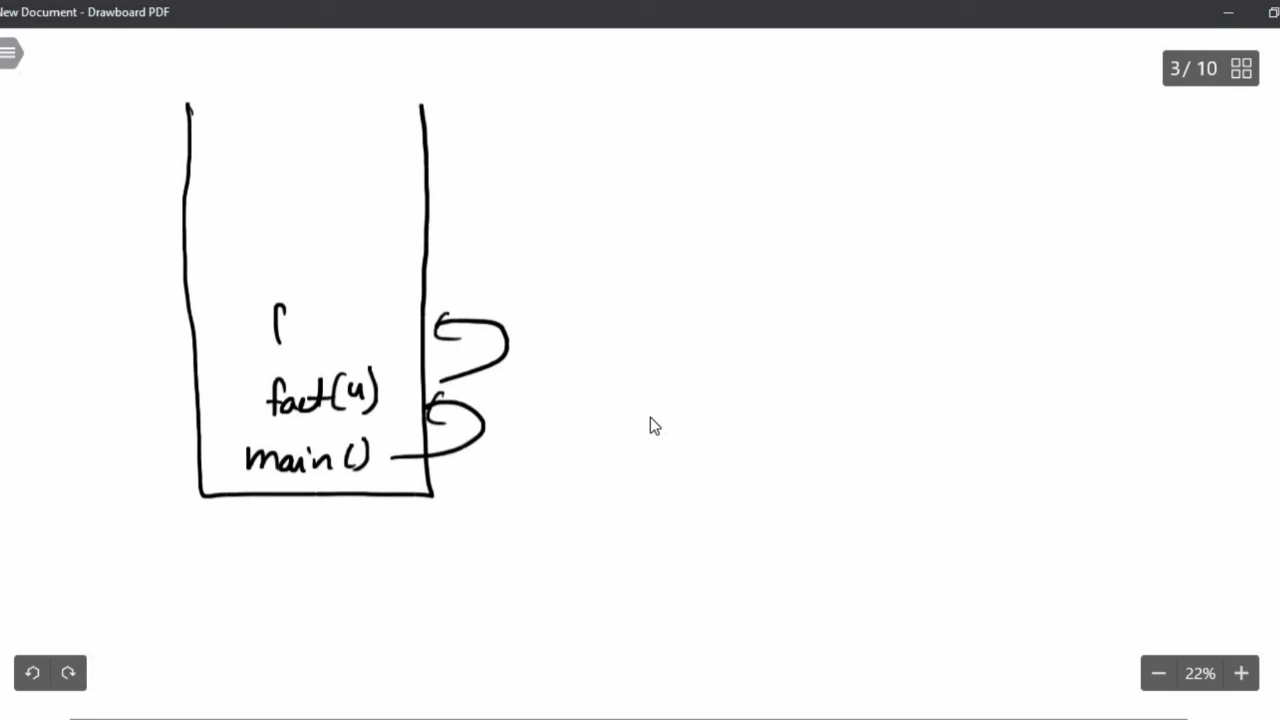 New Document - Drawboard PDF
3 / 10
fact(4)
main()
22%